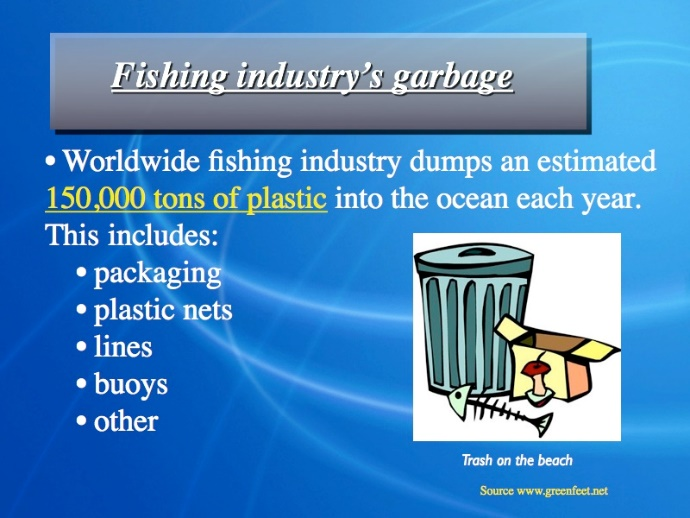 Fishing industry’s garbage
• Worldwide fishing industry dumps an estimated
150,000 tons of plastic into the ocean each year.
This includes:
• packaging
• plastic nets
• lines
• buoys
• other
Trash on the beach
Source www.greenfeet.net